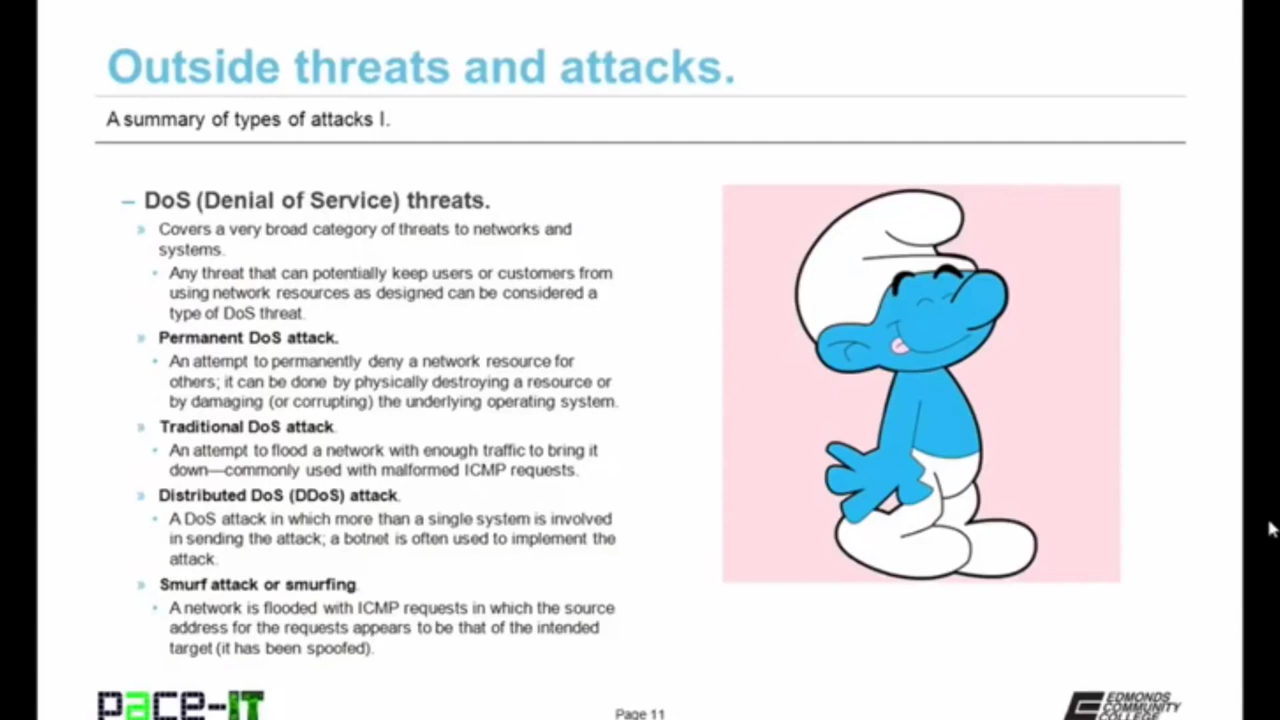 Outside threats and attacks.
A summary of types of attacks I.
– DoS (Denial of Service) threats.
» Covers a very broad category of threats to networks and
systems.
• Any threat that can potentially keep users or customers from
using network resources as designed can be considered a
type of DoS threat.
» Permanent DoS attack.
• An attempt to permanently deny a network resource for
others; it can be done by physically destroying a resource or
by damaging (or corrupting) the underlying operating system.
» Traditional DoS attack.
• An attempt to flood a network with enough traffic to bring it
down—commonly used with malformed ICMP requests.
» Distributed DoS (DDoS) attack.
• A DoS attack in which more than a single system is involved
in sending the attack; a botnet is often used to implement the
attack.
» Smurf attack or smurfing.
• A network is flooded with ICMP requests in which the source
address for the requests appears to be that of the intended
target (it has been spoofed).
pace-IT
Page 11
EDMONDS
COMMUNITY
COLLEGE